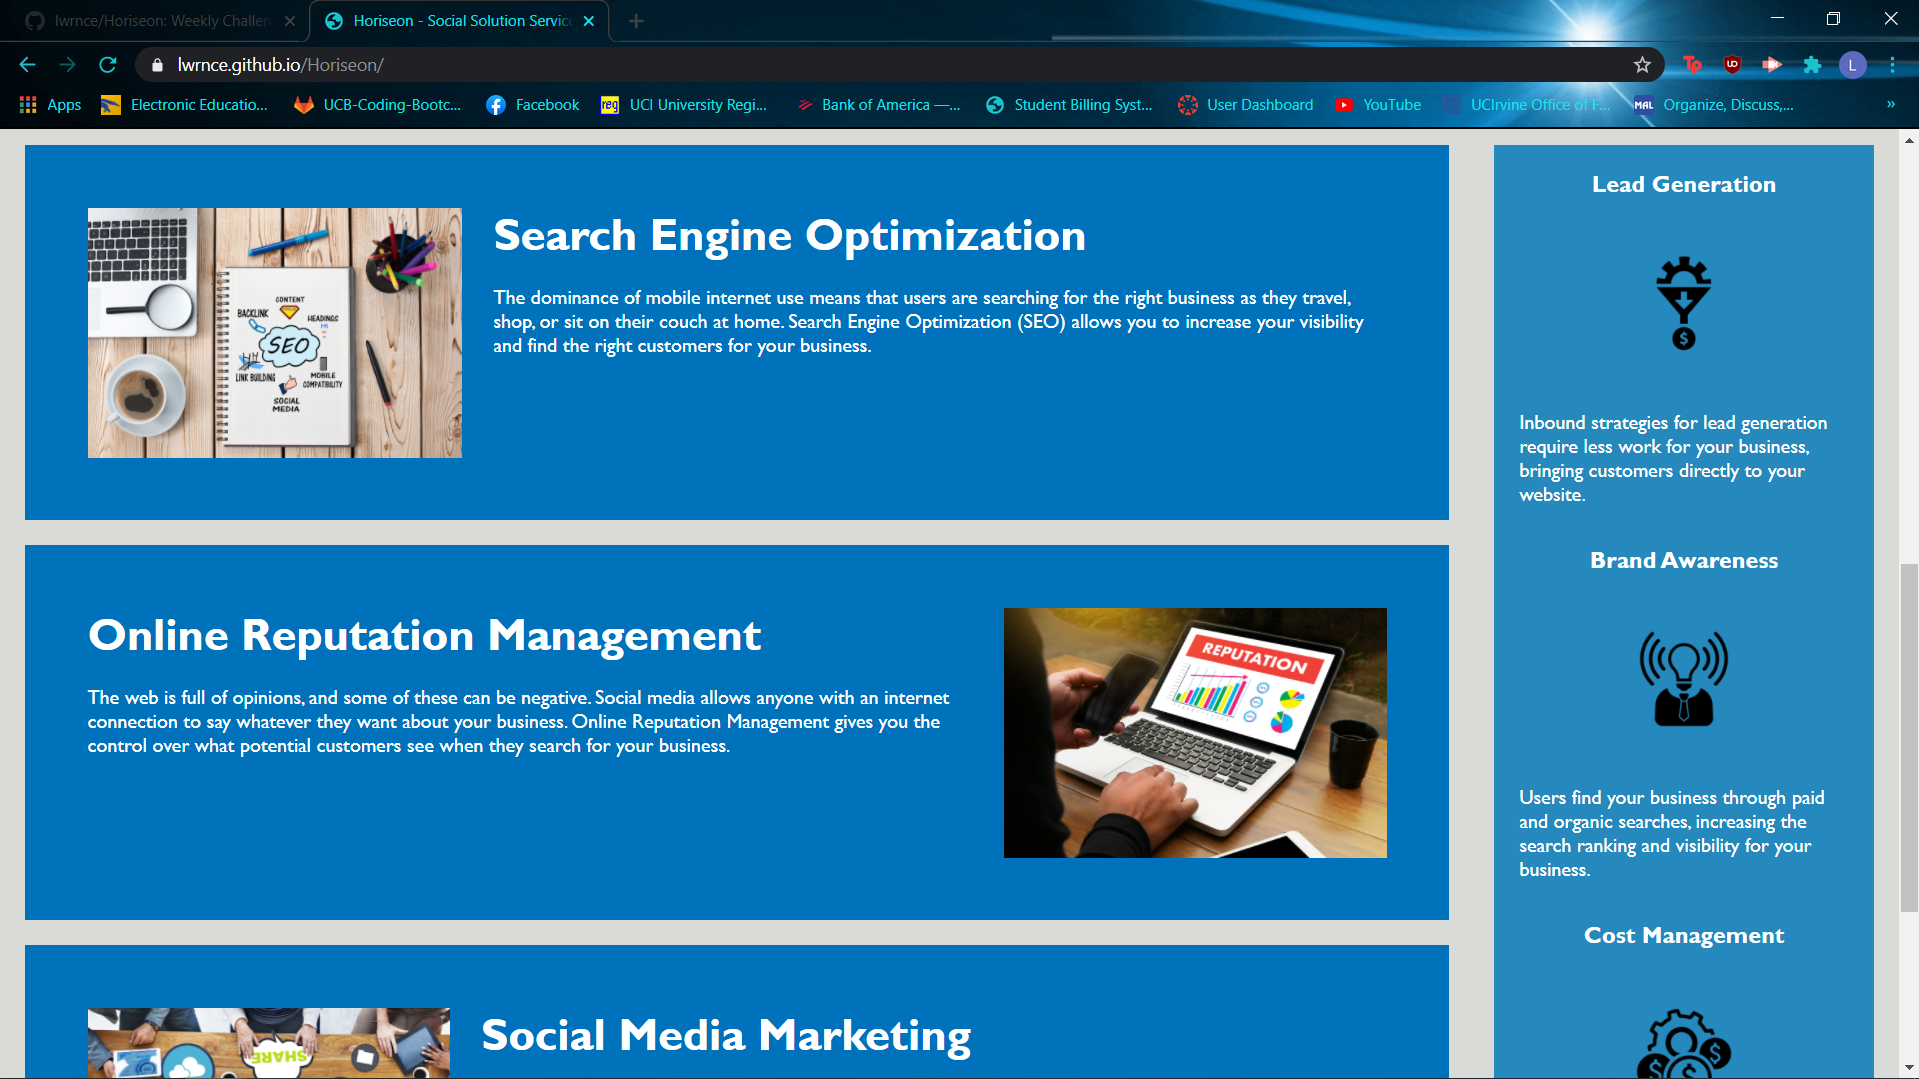 lwrnce/Horiseon: Weekly Challen
Horiseon - Social Solution Servic
lwrnce.github.io/Horiseon/
Tp
UD
L
Apps
Electronic Educatio...
UCB-Coding-Bootc...
Facebook
reg
UCI University Regi...
Bank of America —...
Student Billing Syst...
User Dashboard
YouTube
UCIrvine Office of F...
MAL
Organize, Discuss,...
»
Search Engine Optimization
The dominance of mobile internet use means that users are searching for the right business as they travel,
shop, or sit on their couch at home. Search Engine Optimization (SEO) allows you to increase your visibility
and find the right customers for your business.
CONTENT
BACKLINK
HEADINGS
SEO
LINK BUILDING
MOBILE
COMPATIBILITY
SOCIAL
MEDIA
Online Reputation Management
The web is full of opinions, and some of these can be negative. Social media allows anyone with an internet
connection to say whatever they want about your business. Online Reputation Management gives you the
control over what potential customers see when they search for your business.
REPUTATION
Social Media Marketing
SHARE
Lead Generation
$
Inbound strategies for lead generation
require less work for your business,
bringing customers directly to your
website.
Brand Awareness
Users find your business through paid
and organic searches, increasing the
search ranking and visibility for your
business.
Cost Management
$
$
$